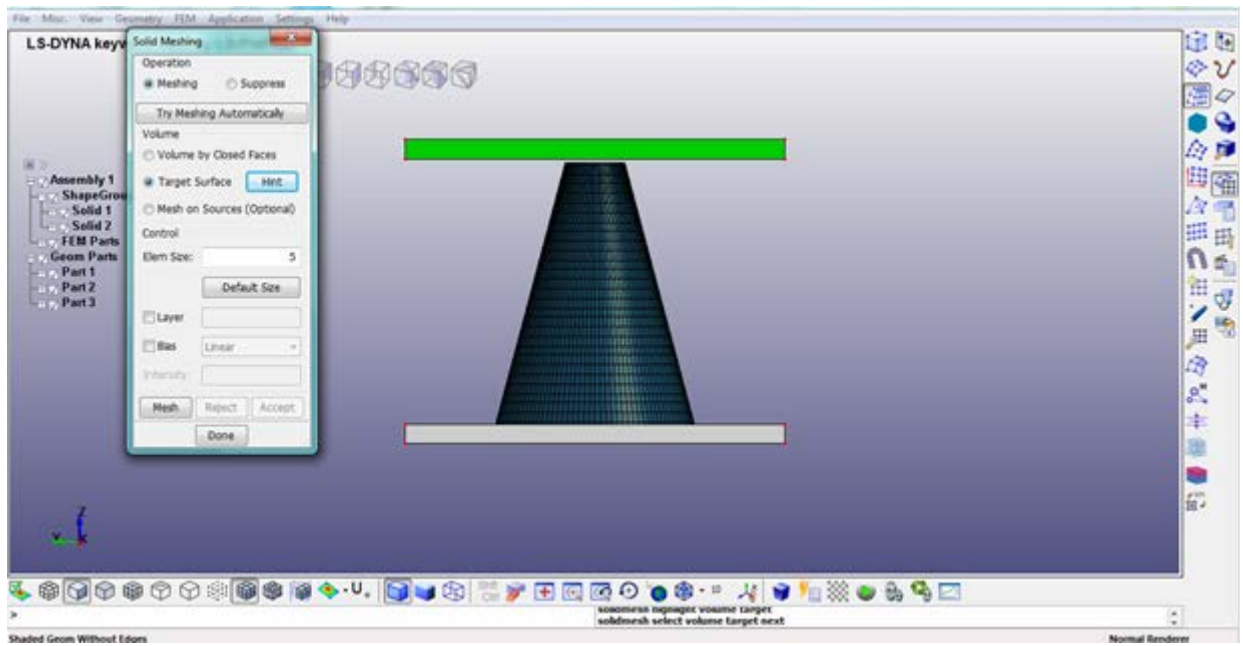 File Misc. View Geometry FEM Application Settings Help
LS-DYNA keyw
Solid Meshing
Operation
Meshing Suppress
Try Meshing Automatically
Volume
Volume by Closed Faces
Target Surface Hint
Mesh on Sources (Optional)
Control
Elem Size: 5
Default Size
Layer
Bias Linear
Intensity
Mesh Reject Accept
Done
Assembly 1
ShapeGrou
Solid 1
Solid 2
FEM Parts
Geom Parts
Part 1
Part 2
Part 3
Z
Y X
>
solidmesh highlight volume target
solidmesh select volume target next
Shaded Geom Without Edges
Normal Renderer